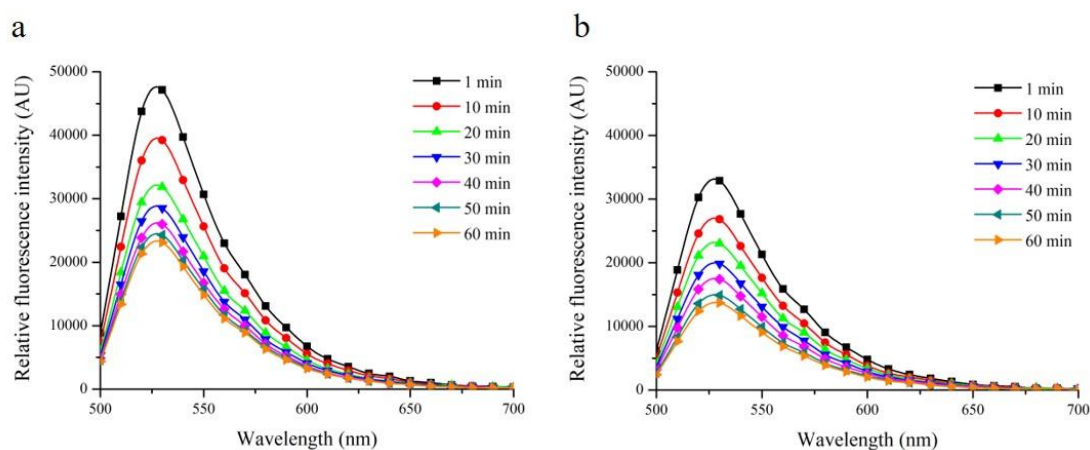 a
50000
40000
30000
20000
10000
0
500
550
600
650
700
Relative fluorescence intensity (AU)
Wavelength (nm)
1 min
10 min
20 min
30 min
40 min
50 min
60 min
b
50000
40000
30000
20000
10000
0
500
550
600
650
700
Relative fluorescence intensity (AU)
Wavelength (nm)
1 min
10 min
20 min
30 min
40 min
50 min
60 min